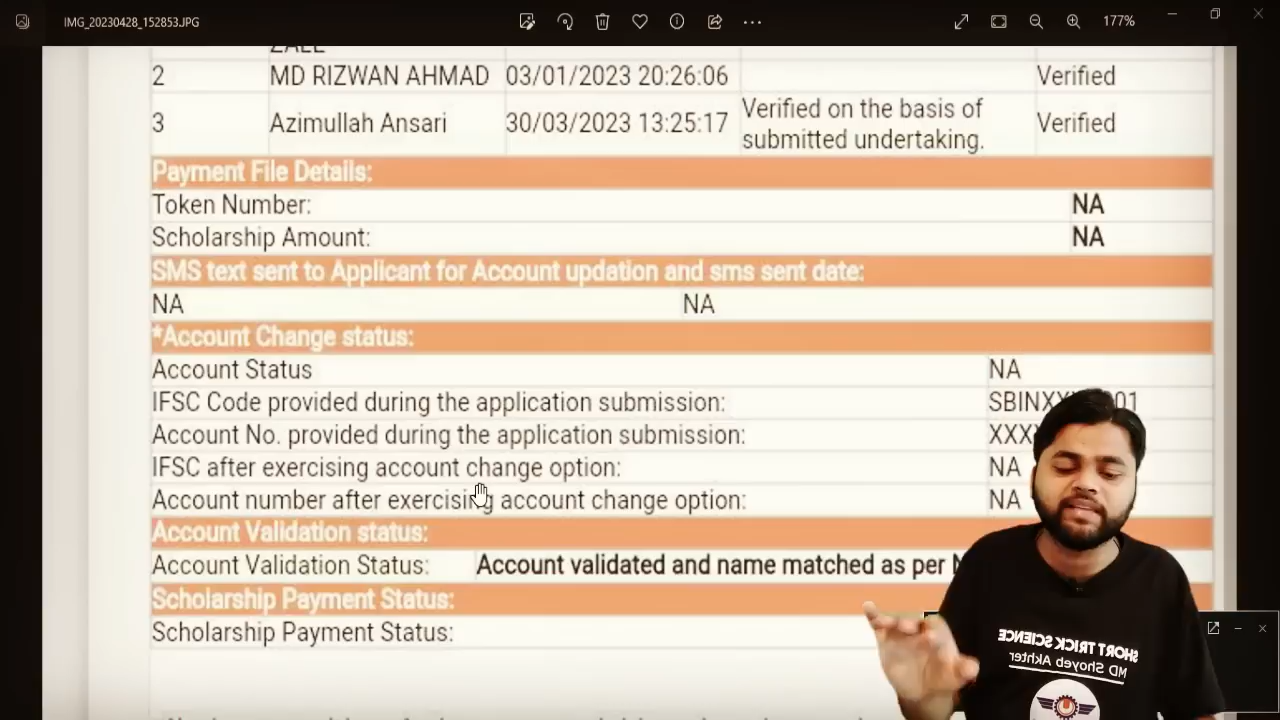 IMG_20230428_152853.JPG
177%
2 MD RIZWAN AHMAD 03/01/2023 20:26:06 Verified
3 Azimullah Ansari 30/03/2023 13:25:17 Verified on the basis of submitted undertaking. Verified
Payment File Details:
Token Number: NA
Scholarship Amount: NA
SMS text sent to Applicant for Account updation and sms sent date:
NA NA
*Account Change status:
Account Status NA
IFSC Code provided during the application submission: SBINXX 01
Account No. provided during the application submission: XXX
IFSC after exercising account change option: NA
Account number after exercising account change option: NA
Account Validation status:
Account Validation Status: Account validated and name matched as per
Scholarship Payment Status:
Scholarship Payment Status:
SHORT TRICK SCIENCE
MD Shoyeb Akhter